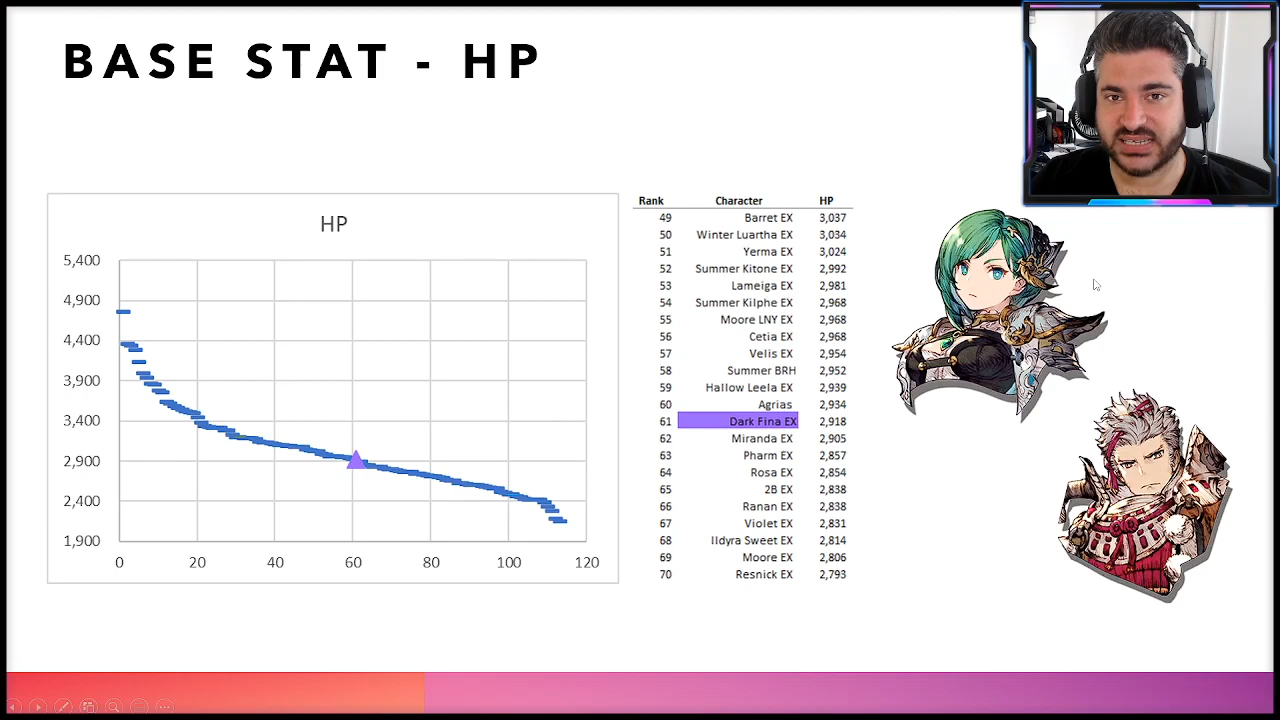 BASE STAT - HP
HP
5,400
4,900
4,400
3,900
3,400
2,900
2,400
1,900
0 20 40 60 80 100 120
Rank Character HP
49 Barret EX 3,037
50 Winter Luartha EX 3,034
51 Yerma EX 3,024
52 Summer Kitone EX 2,992
53 Lameiga EX 2,981
54 Summer Kilphe EX 2,968
55 Moore LNY EX 2,968
56 Cetia EX 2,968
57 Velis EX 2,954
58 Summer BRH 2,952
59 Hallow Leela EX 2,939
60 Agrias 2,934
61 Dark Fina EX 2,918
62 Miranda EX 2,905
63 Pharm EX 2,857
64 Rosa EX 2,854
65 2B EX 2,838
66 Ranan EX 2,838
67 Violet EX 2,831
68 Ildyra Sweet EX 2,814
69 Moore EX 2,806
70 Resnick EX 2,793